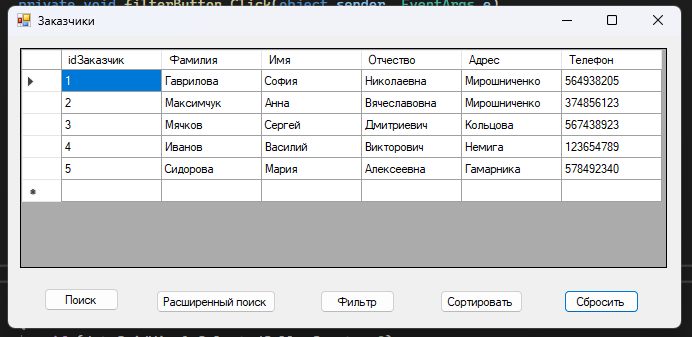 private void filterButton_Click(object sender, EventArgs e)
Заказчики
idЗаказчик Фамилия Имя Отчество Адрес Телефон
1 Гаврилова София Николаевна Мирошниченко 564938205
2 Максимчук Анна Вячеславовна Мирошниченко 374856123
3 Мячков Сергей Дмитриевич Кольцова 567438923
4 Иванов Василий Викторович Немига 123654789
5 Сидорова Мария Алексеевна Гамарника 578492340
*
Поиск Расширенный поиск Фильтр Сортировать Сбросить